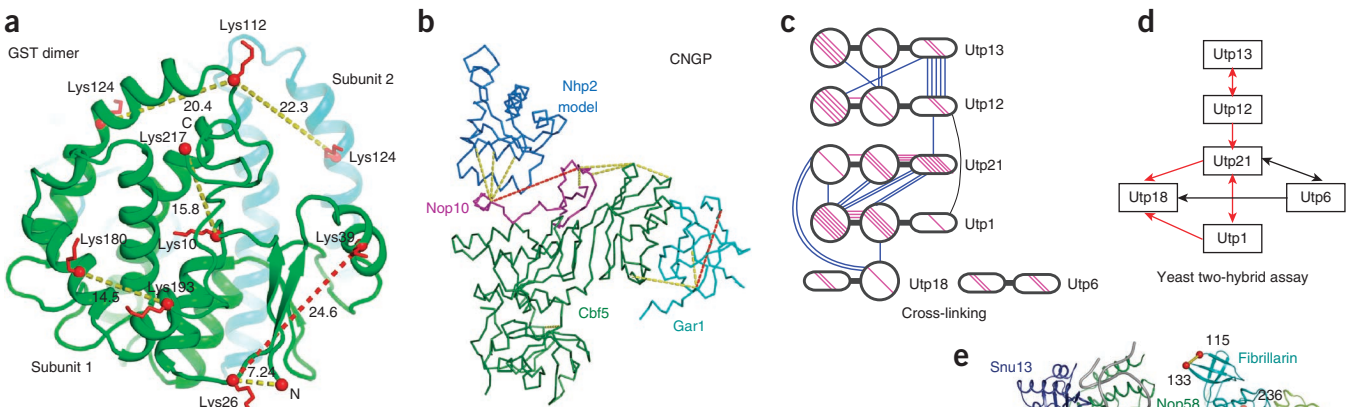 a
GST dimer
Lys112
Subunit 2
Lys124
20.4
22.3
C
Lys217
Lys124
15.8
Lys180
Lys10
Lys39
Lys193
14.5
24.6
Subunit 1
7.24
N
Lys26
b
CNGP
Nhp2
model
Nop10
Cbf5
Gar1
c
Utp13
Utp12
Utp21
Utp1
Utp18
Utp6
Cross-linking
d
Utp13
Utp12
Utp21
Utp18
Utp6
Utp1
Yeast two-hybrid assay
e
115
Snu13
Fibrillarin
133
236
Nop58